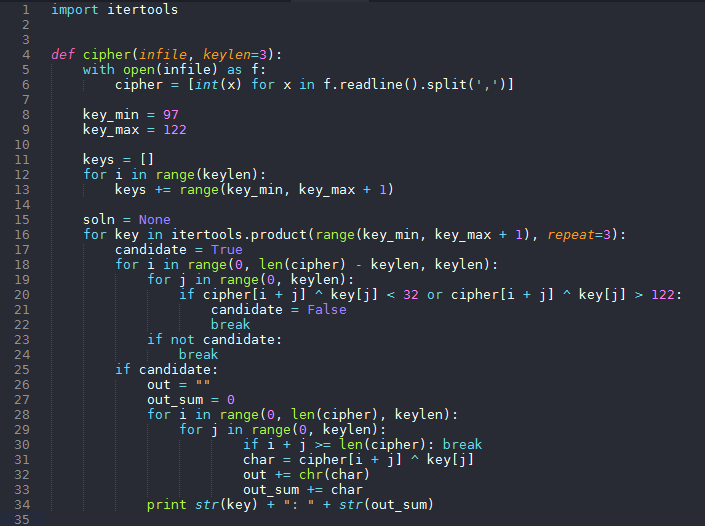 1 import itertools
2
3
4 def cipher(infile, keylen=3):
5     with open(infile) as f:
6         cipher = [int(x) for x in f.readline().split(',')]
7
8     key_min = 97
9     key_max = 122
10
11     keys = []
12     for i in range(keylen):
13         keys += range(key_min, key_max + 1)
14
15     soln = None
16     for key in itertools.product(range(key_min, key_max + 1), repeat=3):
17         candidate = True
18         for i in range(0, len(cipher) - keylen, keylen):
19             for j in range(0, keylen):
20                 if cipher[i + j] ^ key[j] < 32 or cipher[i + j] ^ key[j] > 122:
21                     candidate = False
22                     break
23             if not candidate:
24                 break
25         if candidate:
26             out = ""
27             out_sum = 0
28             for i in range(0, len(cipher), keylen):
29                 for j in range(0, keylen):
30                         if i + j >= len(cipher): break
31                         char = cipher[i + j] ^ key[j]
32                         out += chr(char)
33                         out_sum += char
34             print str(key) + ": " + str(out_sum)
35